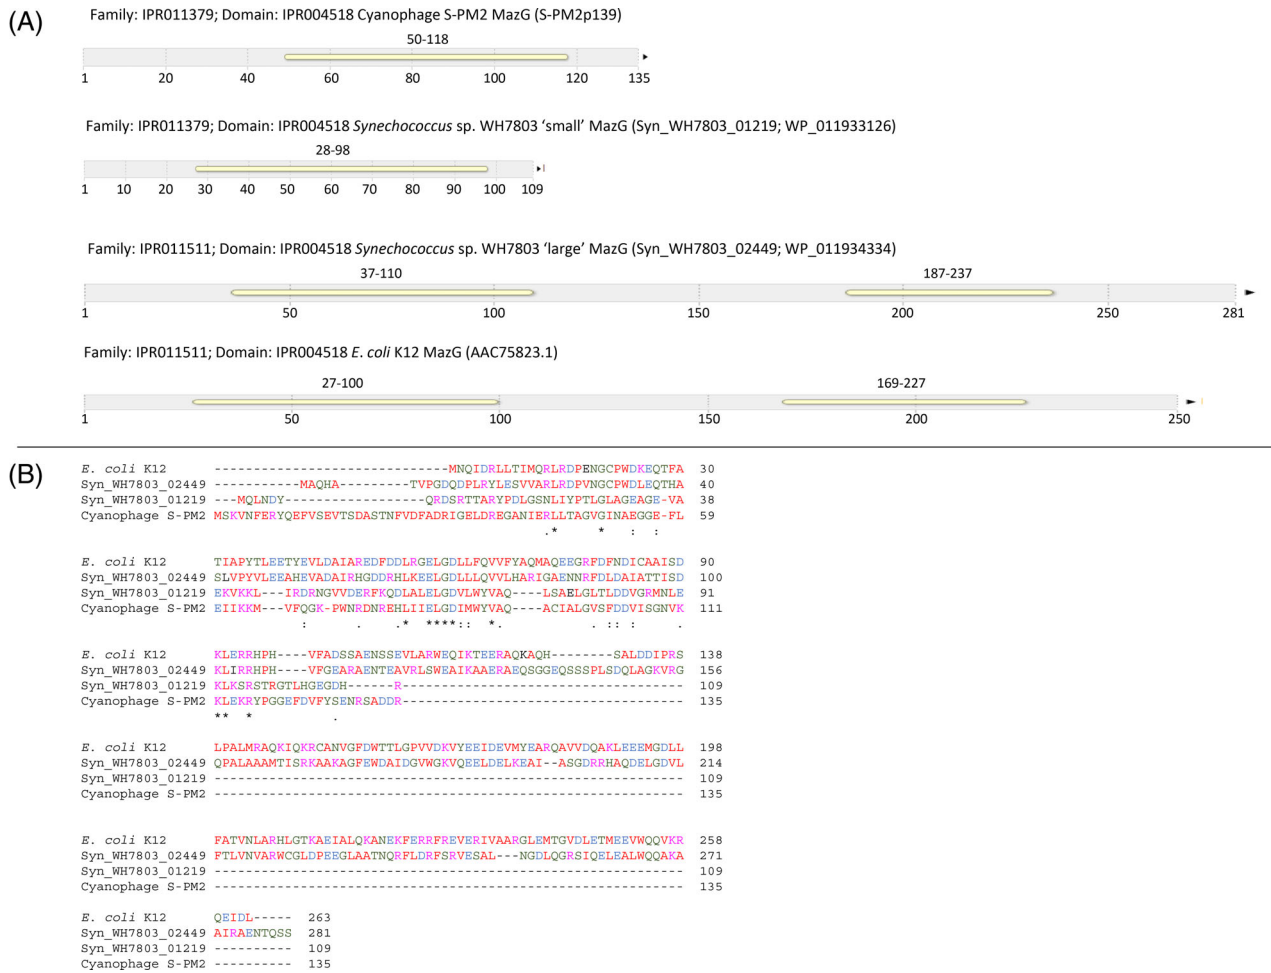 (A)
Family: IPR011379; Domain: IPR004518 Cyanophage S-PM2 MazG (S-PM2p139)
50-118
1 20 40 60 80 100 120 135
Family: IPR011379; Domain: IPR004518 Synechococcus sp. WH7803 ‘small’ MazG (Syn_WH7803_01219; WP_011933126)
28-98
1 10 20 30 40 50 60 70 80 90 100 109
Family: IPR011511; Domain: IPR004518 Synechococcus sp. WH7803 ‘large’ MazG (Syn_WH7803_02449; WP_011934334)
37-110 187-237
1 50 100 150 200 250 281
Family: IPR011511; Domain: IPR004518 E. coli K12 MazG (AAC75823.1)
27-100 169-227
1 50 100 150 200 250
(B)
E. coli K12 ------------------------------MNQIDRLLTIMQRLRDPENGCPWDKEQTFA 30
Syn_WH7803_02449 -----------MAQHA---------TVPGDQDPLRYLESVVARLRDPVNGCPWDLEQTHA 40
Syn_WH7803_01219 ---MQLNDY------------------QRDSRTTARYPDLGSNLIYPTLGLAGEAGE-VA 38
Cyanophage S-PM2 MSKVNFERYQEFVSEVTSDASTNFVDFADRIGELDREGANIERLLTAGVGINAEGGE-FL 59
.* * : :
E. coli K12 TIAPYTLEETYEVLDAIAREDFDDLRGELGDLLFQVVFYAQMAQEEGRFDFNDICAAISD 90
Syn_WH7803_02449 SLVPYVLEEAHEVADAIRHGDDRHLKEELGDLLLQVVLHARIGAENNRFDLDAIATTISD 100
Syn_WH7803_01219 EKVKKL---IRDRNGVVDERFKQDLALELGDVLWYVAQ----LSAELGLTLDDVGRMNLE 91
Cyanophage S-PM2 EIIKKM---VFQGK-PWNRDNREHLIIELGDIMWYVAQ----ACIALGVSFDDVISGNVK 111
: . .* ****:: *. . :: : .
E. coli K12 KLERRHPH----VFADSSAENSSEVLARWEQIKTEERAQKAQH--------SALDDIPRS 138
Syn_WH7803_02449 KLIRRHPH----VFGEARAENTEAVRLSWEAIKAAERAEQSGGEQSSSPLSDQLAGKVRG 156
Syn_WH7803_01219 KLKSRSTRGTLHGEGDH------R------------------------------------ 109
Cyanophage S-PM2 KLEKRYPGGEFDVFYSENRSADDR------------------------------------ 135
** * .
E. coli K12 LPALMRAQKIQKRCANVGFDWTTLGPVVDKVYEEIDEVMYEARQAVVDQAKLEEEMGDLL 198
Syn_WH7803_02449 QPALAAAMTISRKAAKAGFEWDAIDGVWGKVQEELDELKEAI--ASGDRRHAQDELGDVL 214
Syn_WH7803_01219 ------------------------------------------------------------ 109
Cyanophage S-PM2 ------------------------------------------------------------ 135
E. coli K12 FATVNLARHLGTKAEIALQKANEKFERRFREVERIVAARGLEMTGVDLETMEEVWQQVKR 258
Syn_WH7803_02449 FTLVNVARWCGLDPEEGLAATNQRFLDRFSRVESAL---NGDLQGRSIQELEALWQQAKA 271
Syn_WH7803_01219 ------------------------------------------------------------ 109
Cyanophage S-PM2 ------------------------------------------------------------ 135
E. coli K12 QEIDL----- 263
Syn_WH7803_02449 AIRAENTQSS 281
Syn_WH7803_01219 ---------- 109
Cyanophage S-PM2 ---------- 135